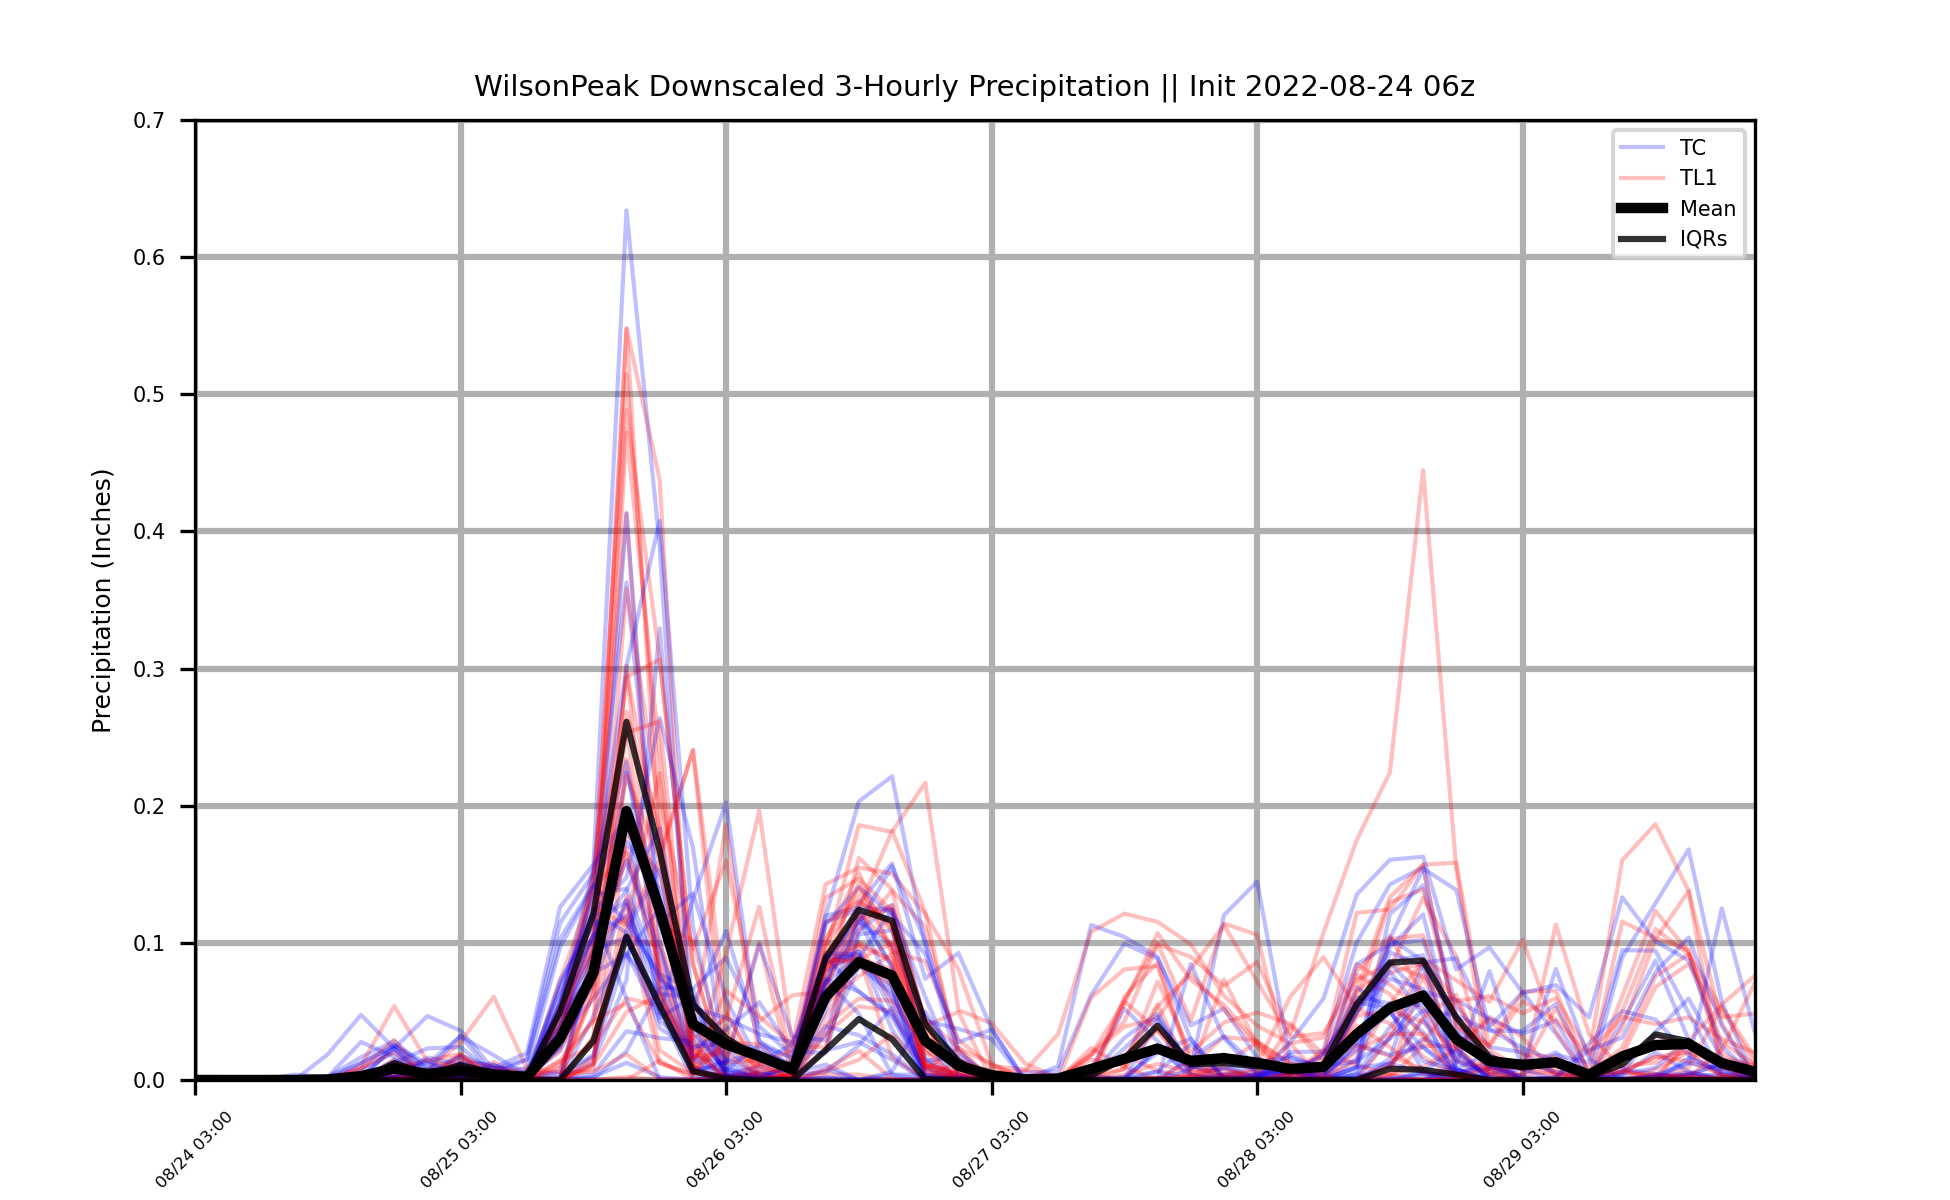 WilsonPeak Downscaled 3-Hourly Precipitation || Init 2022-08-24 06z
TC
TL1
Mean
IQRs
Precipitation (Inches)
0.7
0.6
0.5
0.4
0.3
0.2
0.1
0.0
08/24 03:00
08/25 03:00
08/26 03:00
08/27 03:00
08/28 03:00
08/29 03:00